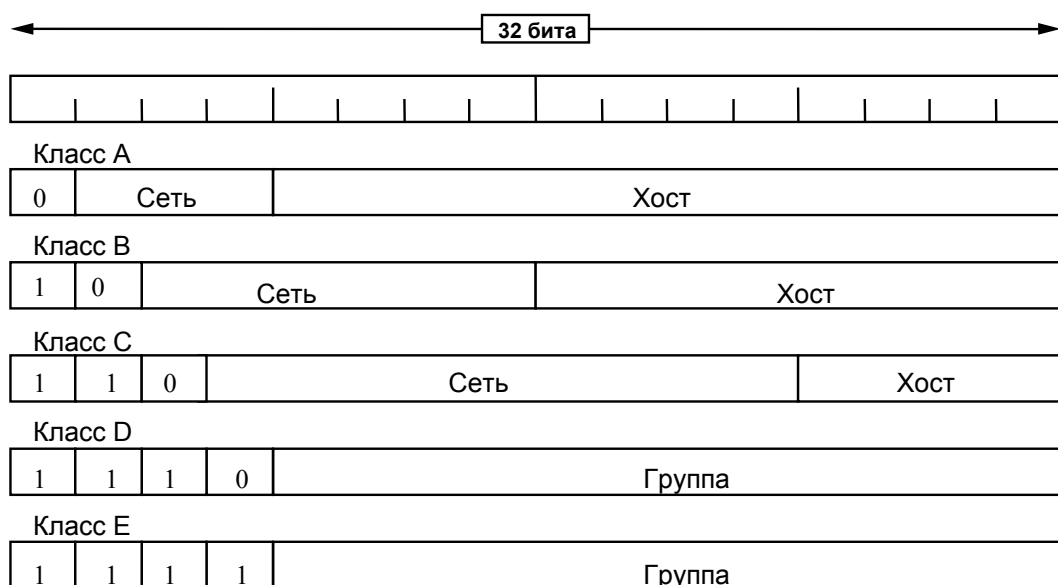 32 бита
Класс A
0 Сеть Хост
Класс B
1 0 Сеть Хост
Класс C
1 1 0 Сеть Хост
Класс D
1 1 1 0 Группа
Класс E
1 1 1 1 Группа